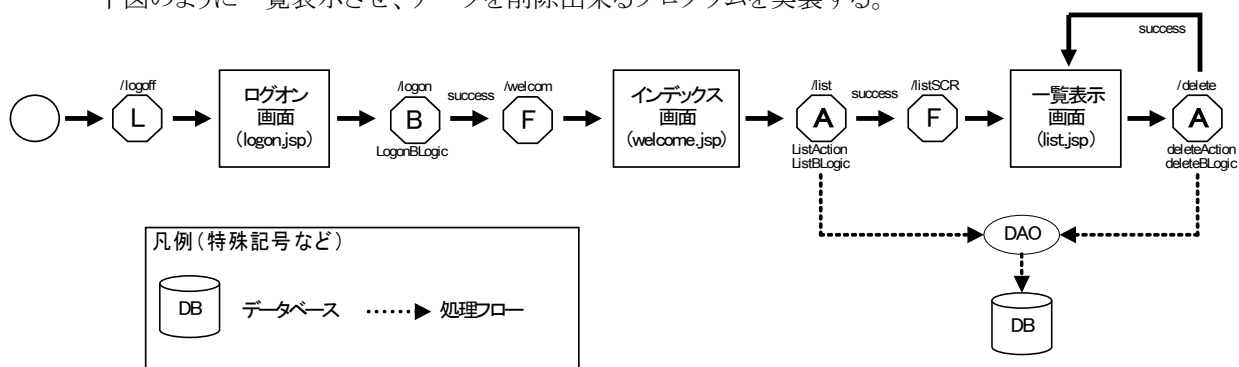 下図のように一覧表示させ、データを削除出来るプログラムを実装する。
success
/logoff
/logon
success
/welcom
/list
success
/listSCR
/delete
L
ログオン
画面
(logon.jsp)
B
F
インデックス
画面
(welcome.jsp)
A
F
一覧表示
画面
(list.jsp)
A
LogonBLogic
ListAction
ListBLogic
deleteAction
deleteBLogic
凡例(特殊記号など)
DAO
DB
データベース
処理フロー
DB